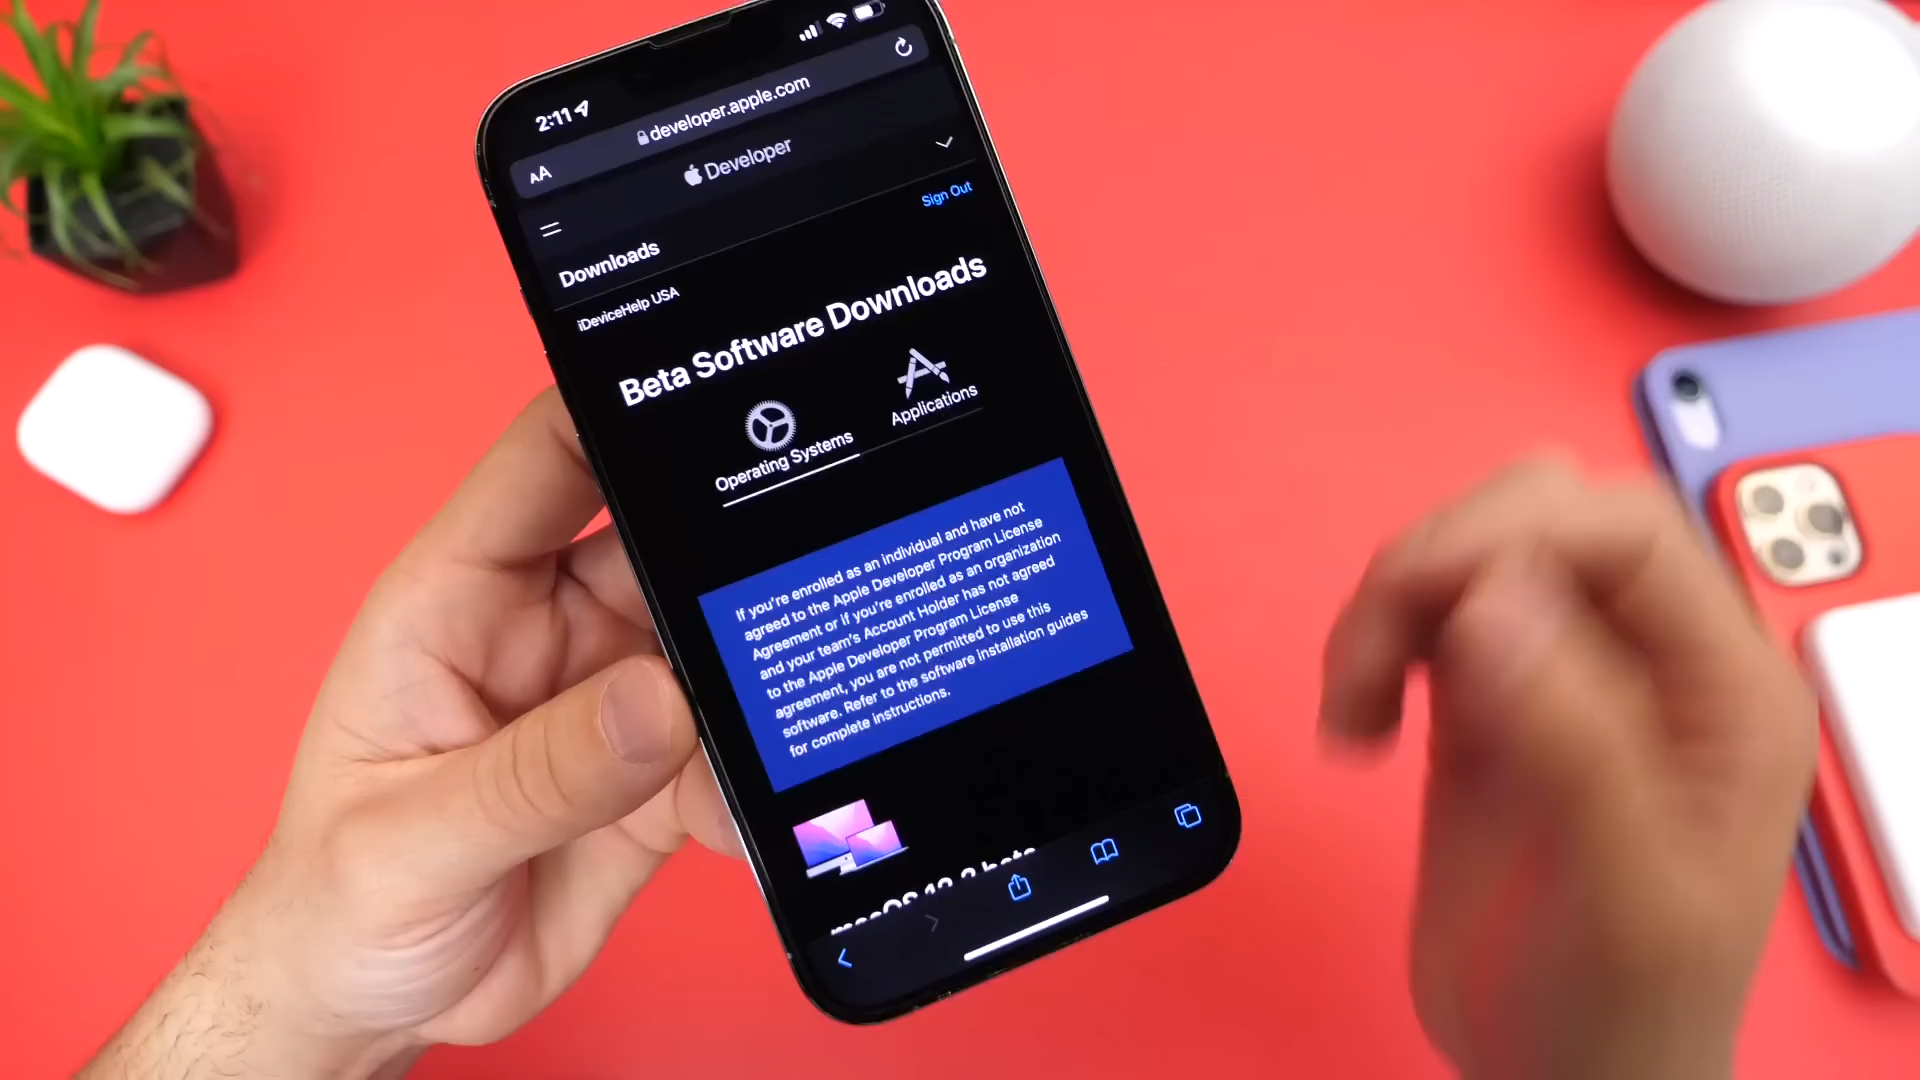 2:11
AA
developer.apple.com
Developer
Sign Out
Downloads
iDeviceHelp USA
Beta Software Downloads
Operating Systems
Applications
If you're enrolled as an individual and have not
agreed to the Apple Developer Program License
Agreement or if you're enrolled as an organization
and your team's Account Holder has not agreed
to the Apple Developer Program License
agreement, you are not permitted to use this
software. Refer to the software installation guides
for complete instructions.